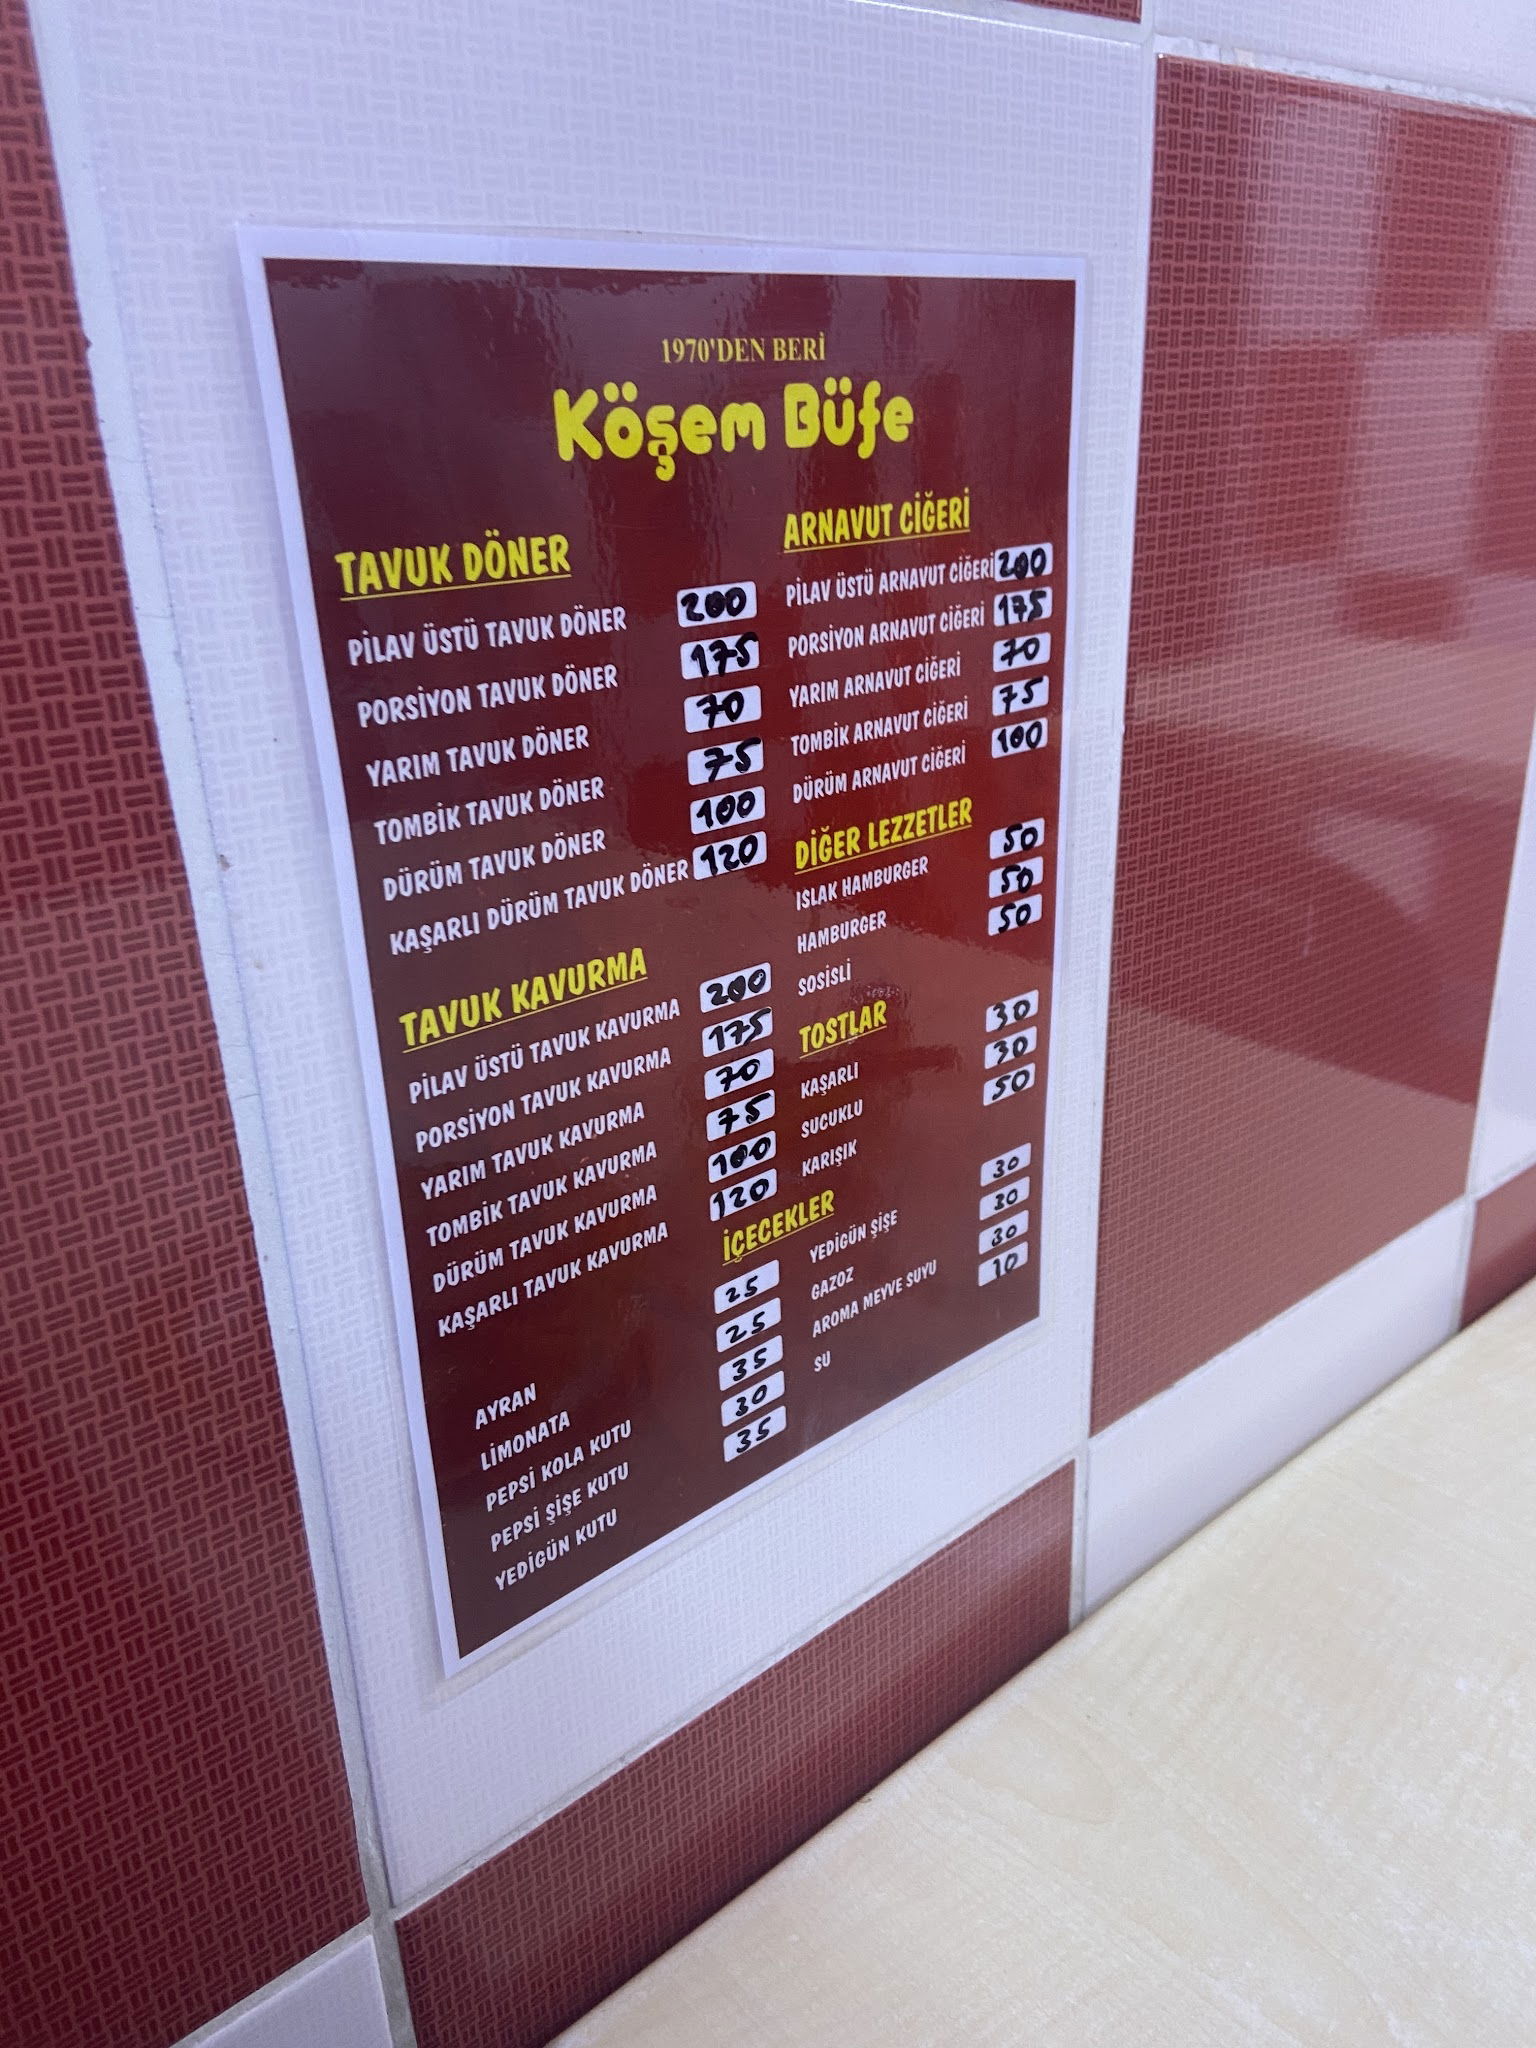 1970'DEN BERİ
Köşem Büfe
TAVUK DÖNER
PİLAV ÜSTÜ TAVUK DÖNER 200
PORSİYON TAVUK DÖNER 175
YARIM TAVUK DÖNER 70
TOMBİK TAVUK DÖNER 75
DÜRÜM TAVUK DÖNER 100
KAŞARLI DÜRÜM TAVUK DÖNER 120
TAVUK KAVURMA
PİLAV ÜSTÜ TAVUK KAVURMA 200
PORSİYON TAVUK KAVURMA 175
YARIM TAVUK KAVURMA 70
TOMBİK TAVUK KAVURMA 75
DÜRÜM TAVUK KAVURMA 100
KAŞARLI TAVUK KAVURMA 120
ARNAVUT CİĞERİ
PİLAV ÜSTÜ ARNAVUT CİĞERİ 200
PORSİYON ARNAVUT CİĞERİ 175
YARIM ARNAVUT CİĞERİ 70
TOMBİK ARNAVUT CİĞERİ 75
DÜRÜM ARNAVUT CİĞERİ 100
DİĞER LEZZETLER
ISLAK HAMBURGER 50
HAMBURGER 50
SOSİSLİ 50
TOSTLAR
KAŞARLI 30
SUCUKLU 30
KARIŞIK 50
İÇECEKLER
AYRAN 25
LİMONATA 25
PEPSİ KOLA KUTU 35
PEPSİ ŞİŞE KUTU 30
YEDİGÜN KUTU 35
YEDİGÜN ŞİŞE 30
GAZOZ 30
AROMA MEYVE SUYU 30
SU 10